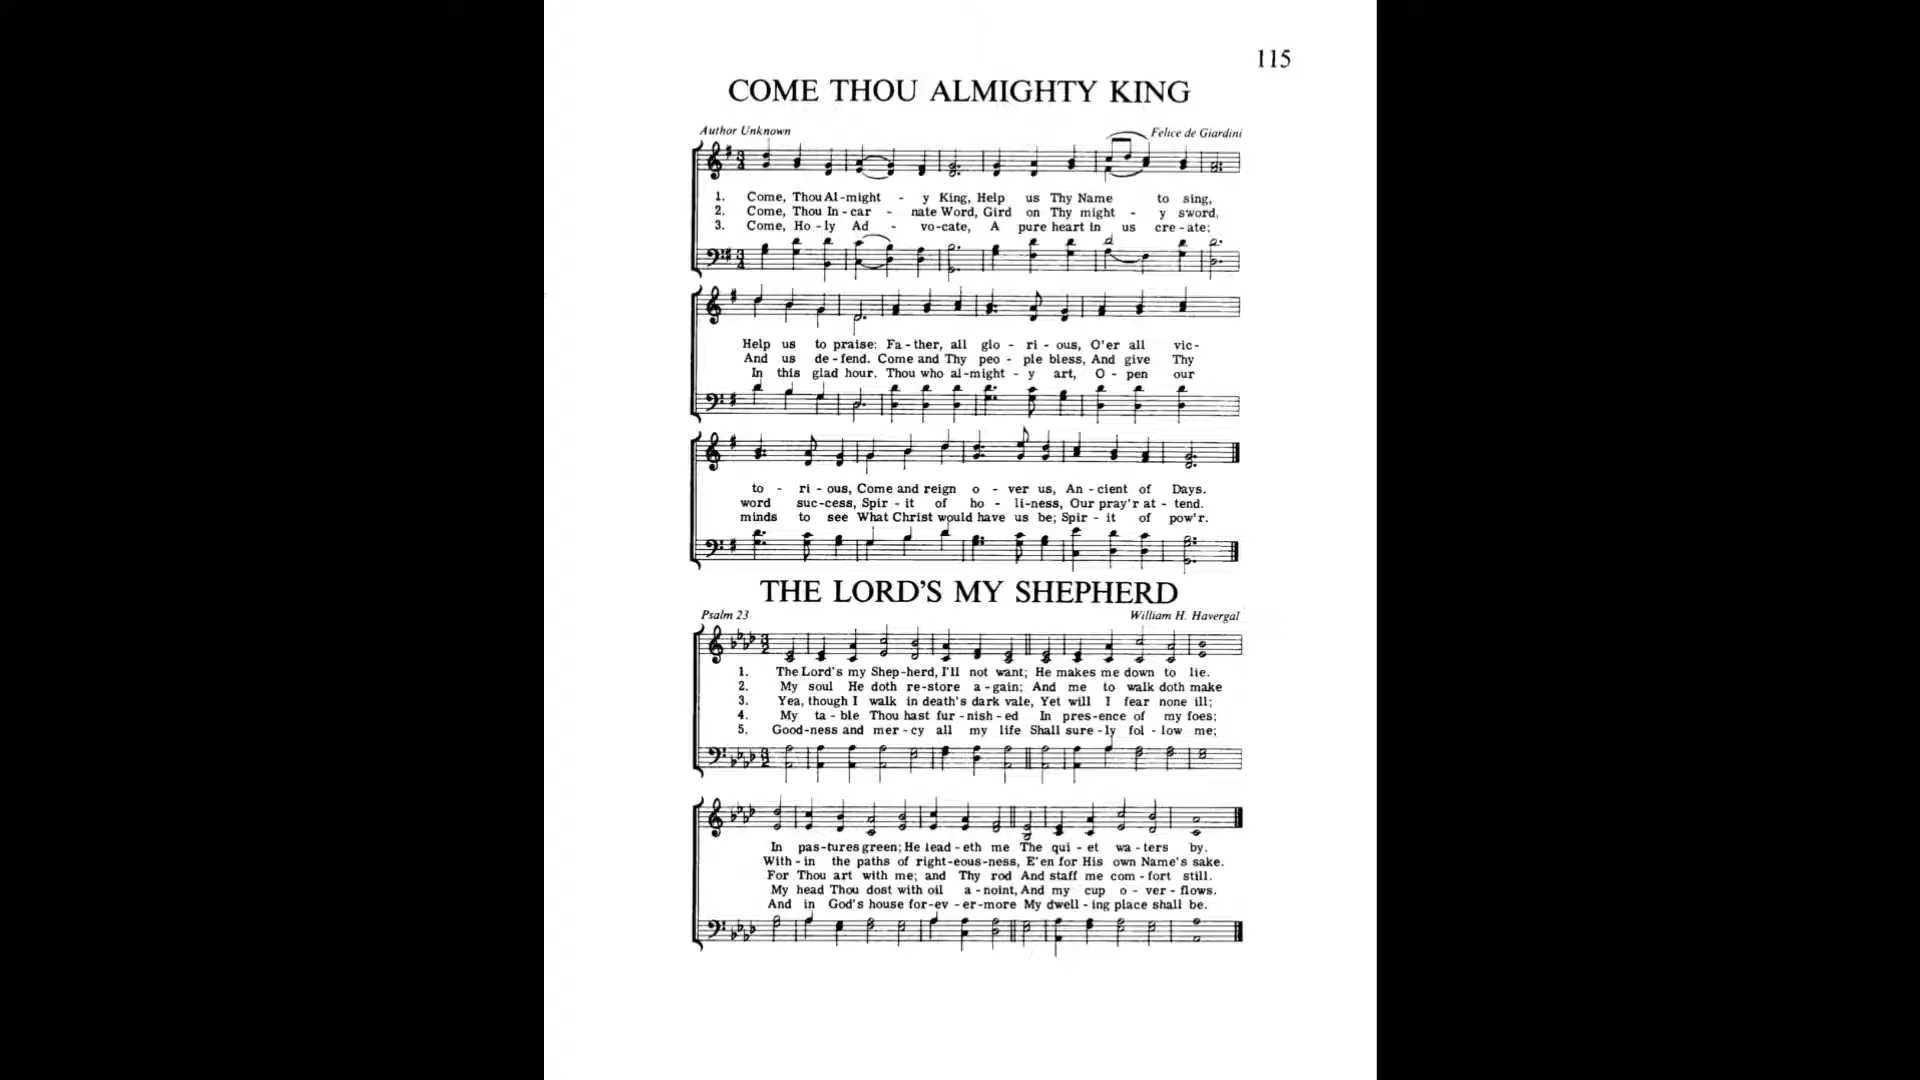 115
COME THOU ALMIGHTY KING
Author Unknown Felice de Giardini
1. Come, Thou Al-might - y King, Help us Thy Name to sing,
2. Come, Thou In-car - nate Word, Gird on Thy might - y sword,
3. Come, Ho-ly Ad - vo-cate, A pure heart in us cre-ate;
Help us to praise: Fa-ther, all glo - ri - ous, O'er all vic-
And us de-fend. Come and Thy peo - ple bless, And give Thy
In this glad hour. Thou who al-might - y art, O - pen our
to - ri - ous, Come and reign o - ver us, An - cient of Days.
word suc-cess, Spir - it of ho - li-ness, Our pray'r at - tend.
minds to see What Christ would have us be; Spir - it of pow'r.
THE LORD'S MY SHEPHERD
Psalm 23 William H. Havergal
1. The Lord's my Shep-herd, I'll not want; He makes me down to lie.
2. My soul He doth re-store a-gain; And me to walk doth make
3. Yea, though I walk in death's dark vale, Yet will I fear none ill;
4. My ta-ble Thou hast fur-nish-ed In pres-ence of my foes;
5. Good-ness and mer-cy all my life Shall sure-ly fol-low me;
In pas-tures green; He lead-eth me The qui-et wa-ters by.
With-in the paths of right-eous-ness, E'en for His own Name's sake.
For Thou art with me; and Thy rod And staff me com-fort still.
My head Thou dost with oil a-noint, And my cup o-ver-flows.
And in God's house for-ev-er-more My dwell-ing place shall be.